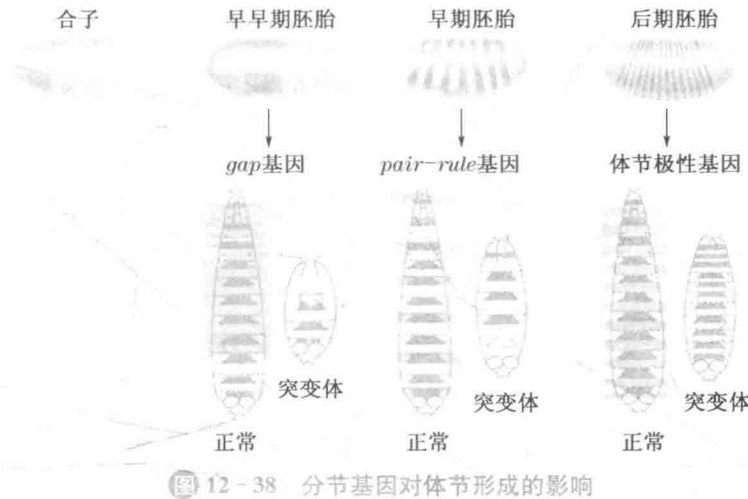 合子 早早期胚胎 早期胚胎 后期胚胎
gap基因 pair-rule基因 体节极性基因
突变体 突变体 突变体
正常 正常 正常
图 12-38 分节基因对体节形成的影响